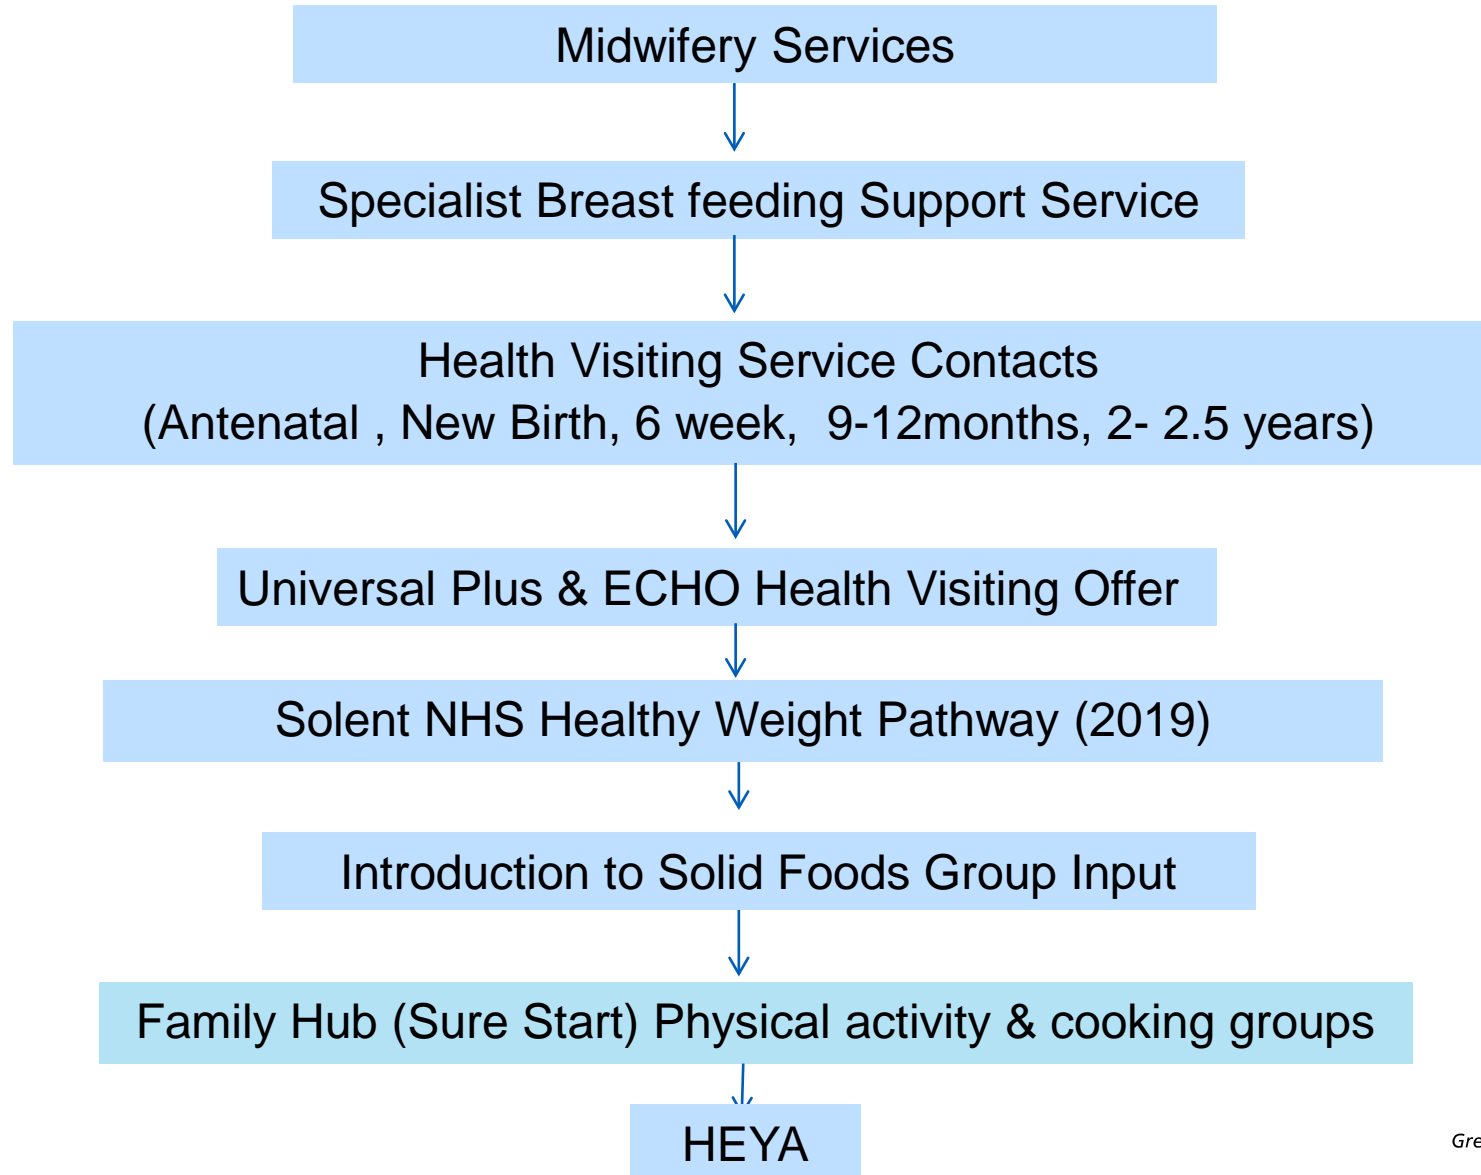 Midwifery Services
Specialist Breast feeding Support Service
Health Visiting Service Contacts
(Antenatal , New Birth, 6 week,  9-12months, 2- 2.5 years)
Universal Plus & ECHO Health Visiting Offer
Solent NHS Healthy Weight Pathway (2019)
Introduction to Solid Foods Group Input
Family Hub (Sure Start) Physical activity & cooking groups
HEYA